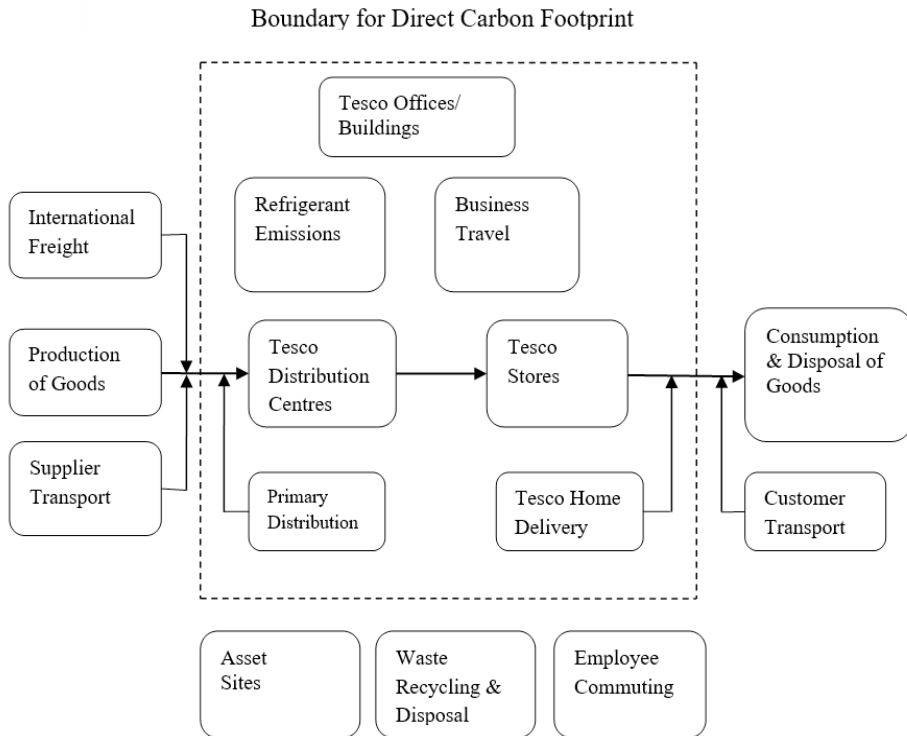 Boundary for Direct Carbon Footprint
Tesco Offices/
Buildings
Refrigerant
Emissions
Business
Travel
International
Freight
Production
of Goods
Tesco
Distribution
Centres
Tesco
Stores
Consumption
& Disposal of
Goods
Supplier
Transport
Primary
Distribution
Tesco Home
Delivery
Customer
Transport
Asset
Sites
Waste
Recycling &
Disposal
Employee
Commuting